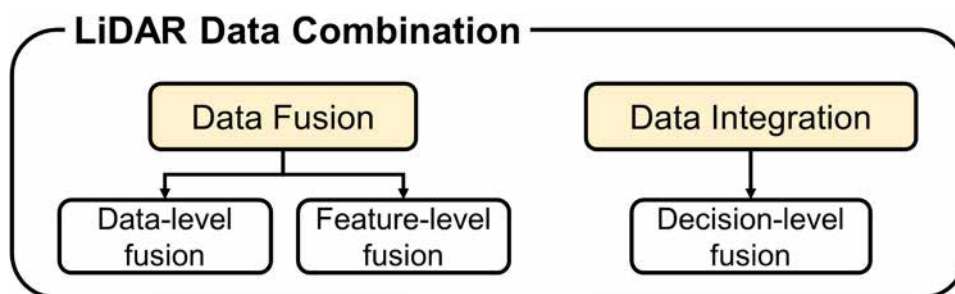 LiDAR Data Combination
Data Fusion
Data Integration
Data-level
fusion
Feature-level
fusion
Decision-level
fusion